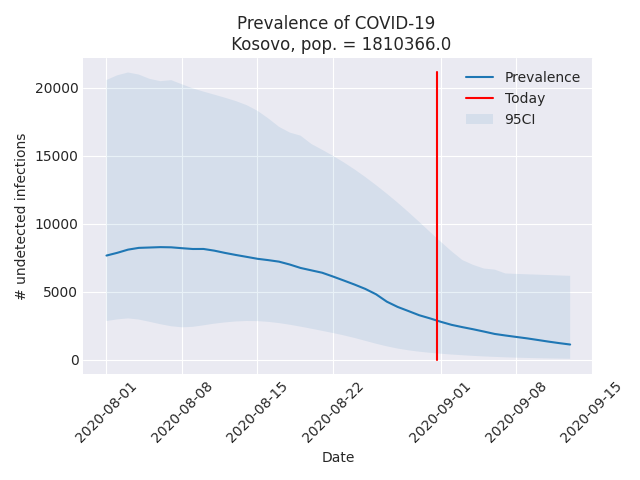 Prevalence of COVID-19
Kosovo, pop. = 1810366.0
Prevalence
Today
95CI
# undetected infections
20000
15000
10000
5000
0
2020-08-01
2020-08-08
2020-08-15
2020-08-22
2020-09-01
2020-09-08
2020-09-15
Date